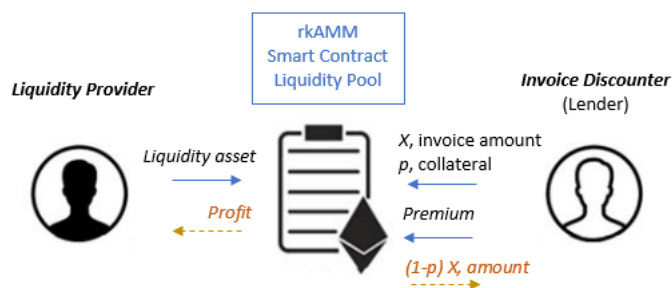 rkAMM
Smart Contract
Liquidity Pool
Liquidity Provider
Invoice Discounter
(Lender)
Liquidity asset
X, invoice amount
p, collateral
Profit
Premium
(1-p) X, amount